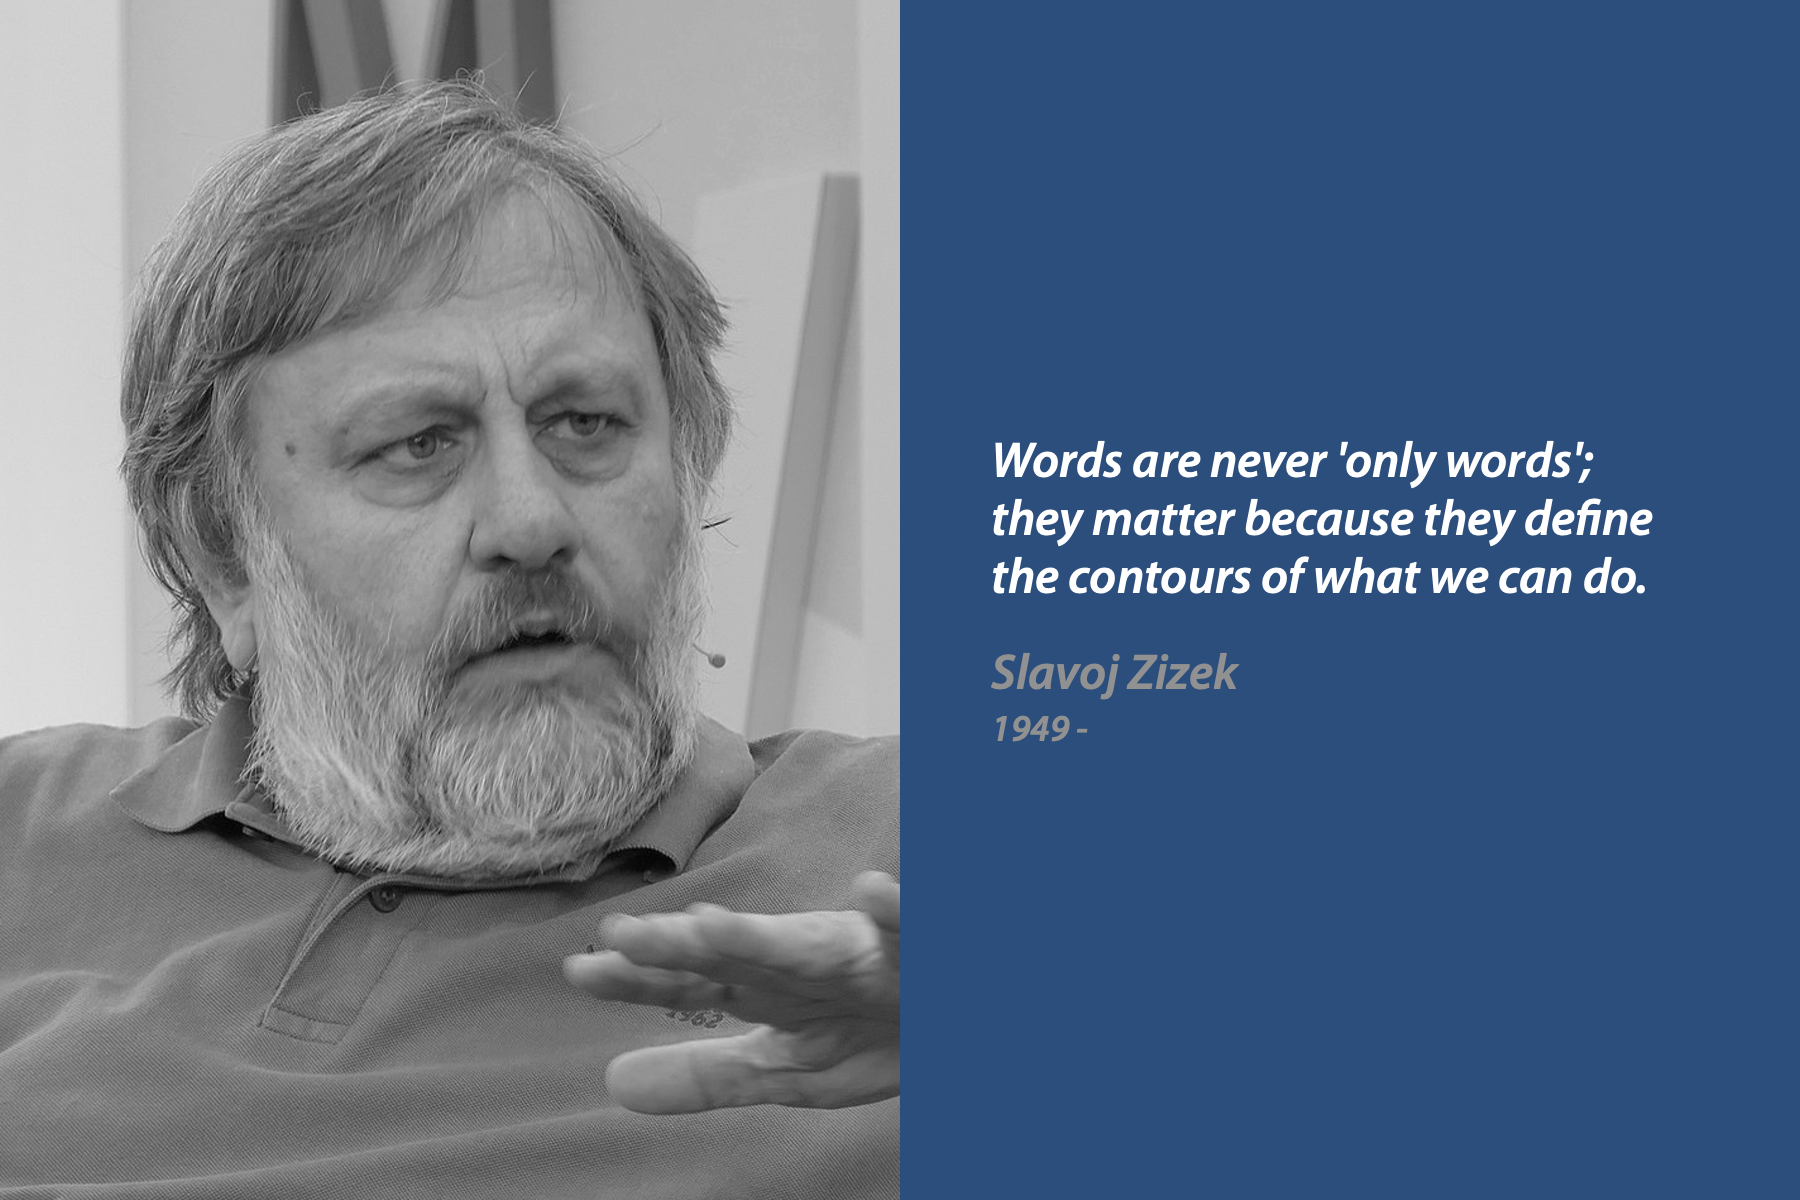 Words are never 'only words';
they matter because they define
the contours of what we can do.
Slavoj Zizek
1949 -
1962